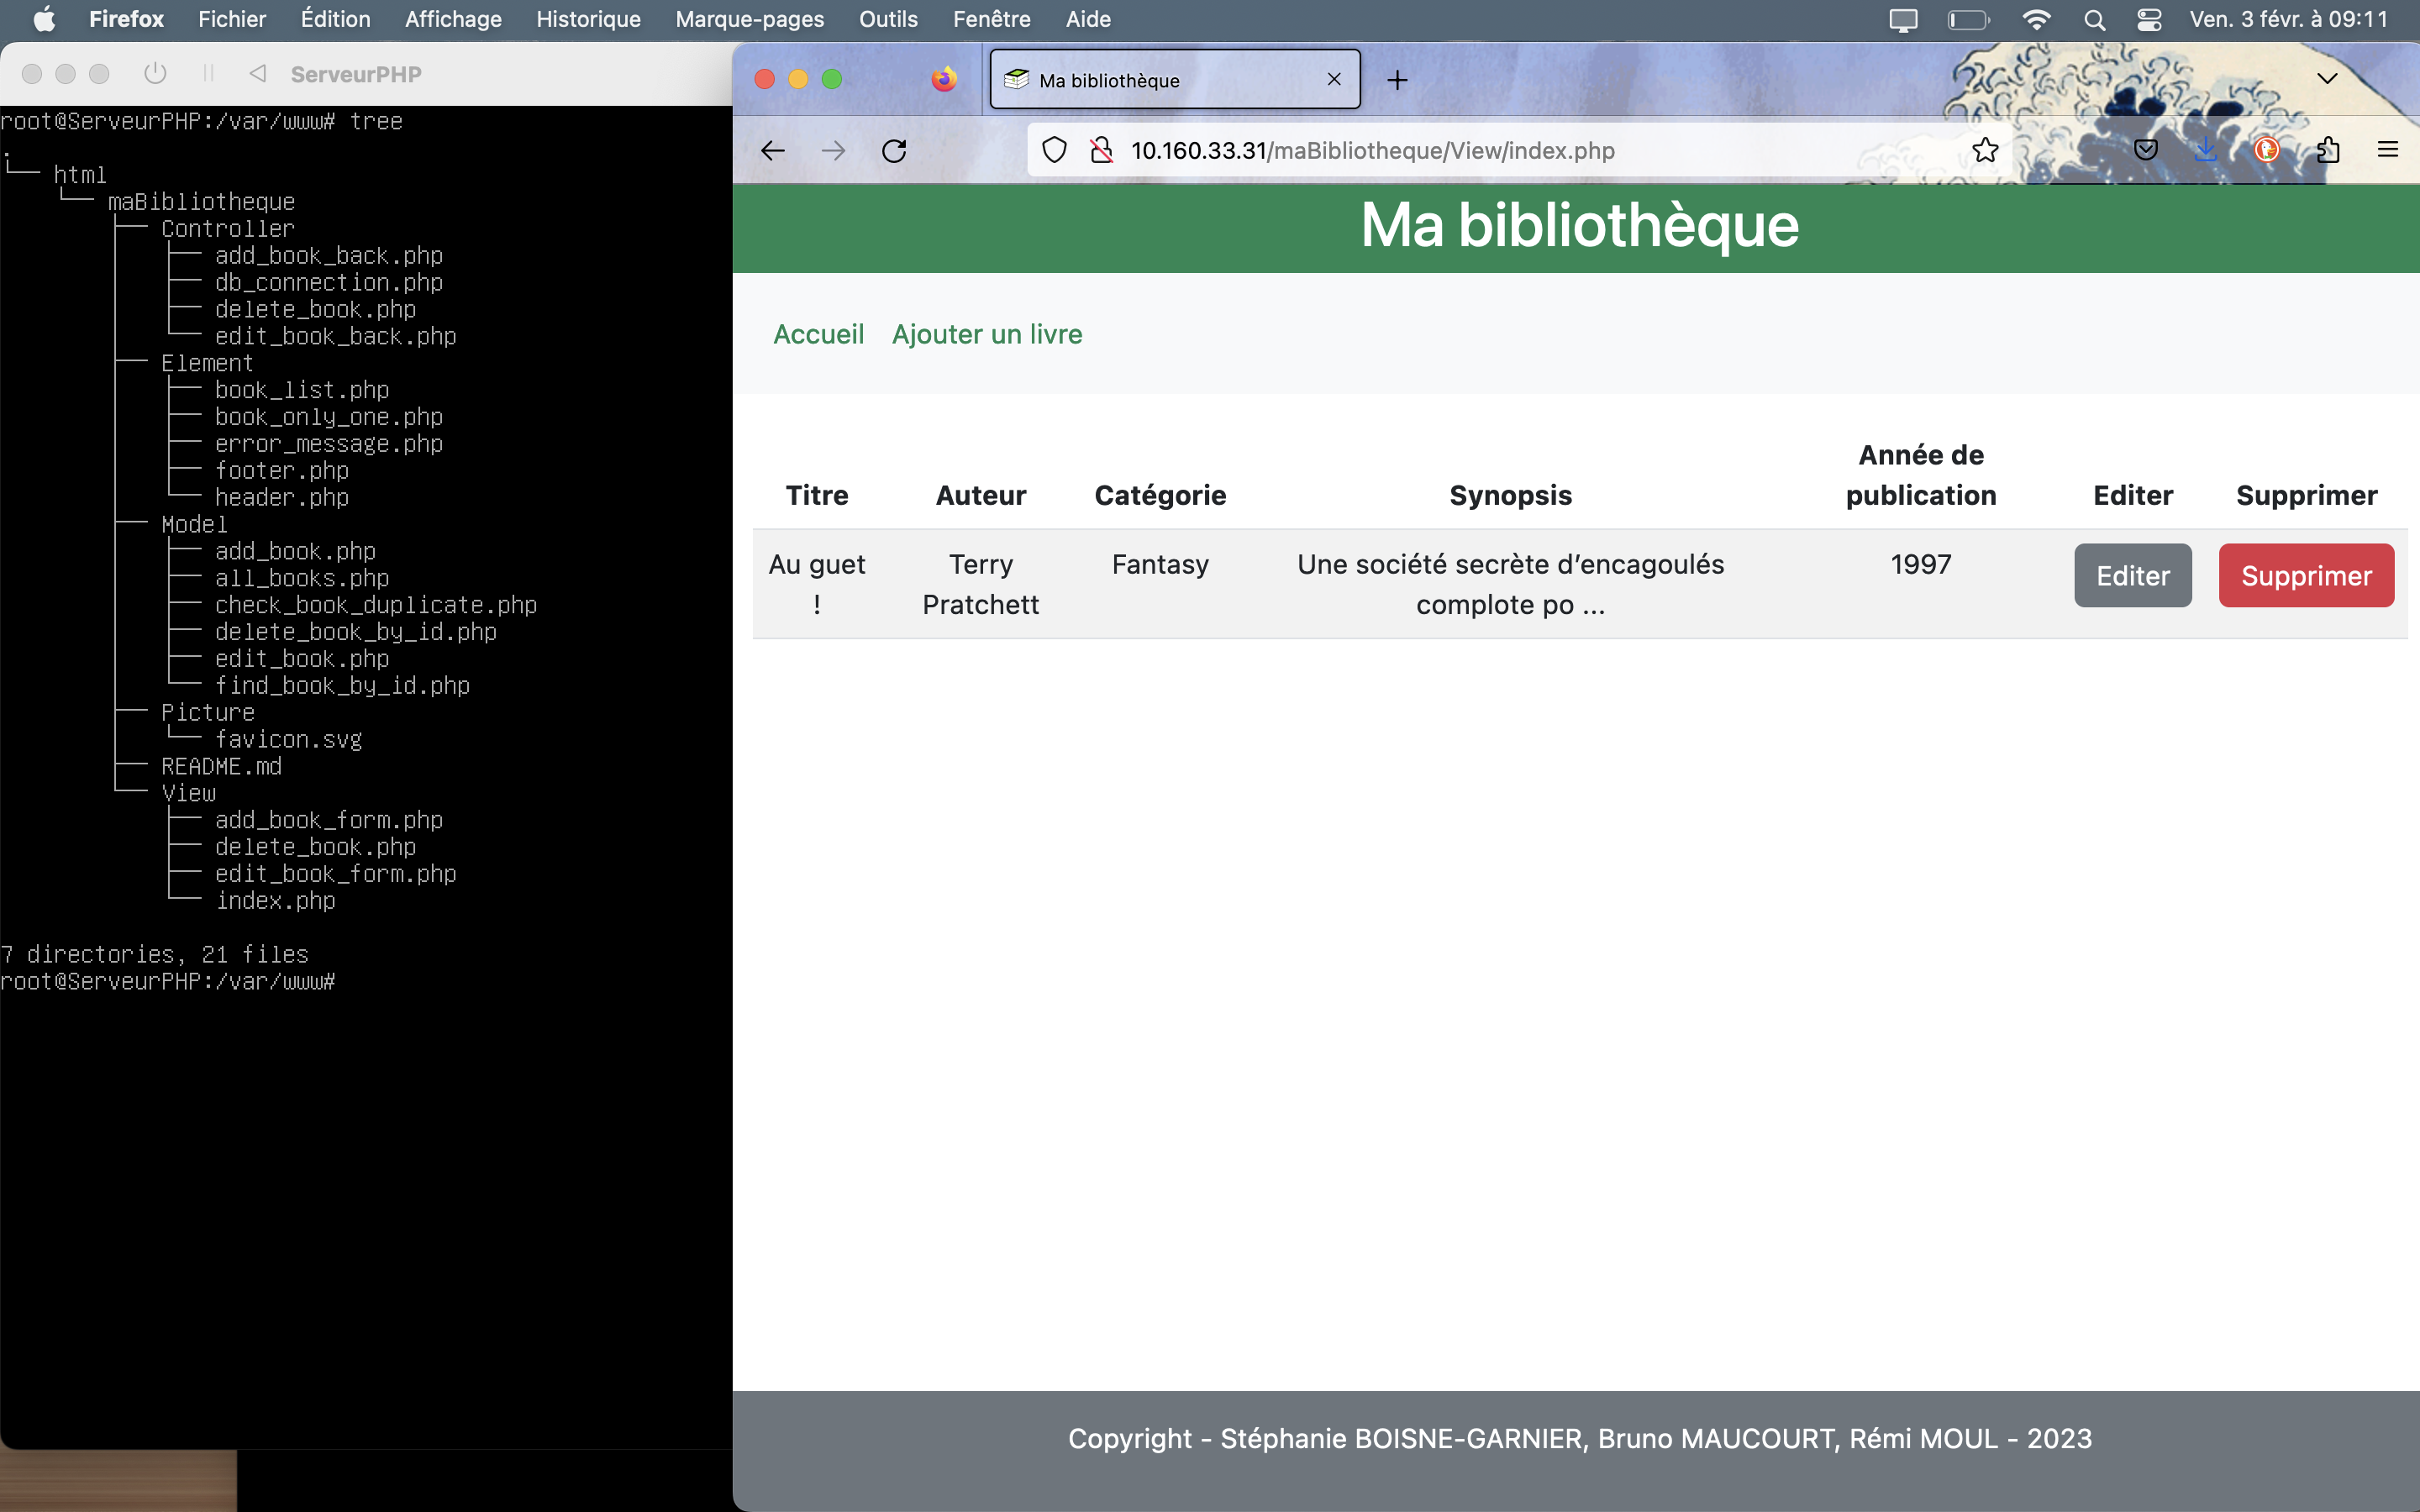 Firefox Fichier Édition Affichage Historique Marque-pages Outils Fenêtre Aide Ven. 3 févr. à 09:11
ServeurPHP
root@ServeurPHP:/var/www# tree
.
└── html
    └── maBibliotheque
        ├── Controller
        │   ├── add_book_back.php
        │   ├── db_connection.php
        │   ├── delete_book.php
        │   └── edit_book_back.php
        ├── Element
        │   ├── book_list.php
        │   ├── book_only_one.php
        │   ├── error_message.php
        │   ├── footer.php
        │   └── header.php
        ├── Model
        │   ├── add_book.php
        │   ├── all_books.php
        │   ├── check_book_duplicate.php
        │   ├── delete_book_by_id.php
        │   ├── edit_book.php
        │   └── find_book_by_id.php
        ├── Picture
        │   └── favicon.svg
        ├── README.md
        └── View
            ├── add_book_form.php
            ├── delete_book.php
            ├── edit_book_form.php
            └── index.php
7 directories, 21 files
root@ServeurPHP:/var/www#
Ma bibliothèque
10.160.33.31/maBibliotheque/View/index.php
Ma bibliothèque
Accueil Ajouter un livre
Année de
Titre Auteur Catégorie Synopsis publication Editer Supprimer
Au guet Terry Fantasy Une société secrète d’encagoulés 1997 Editer Supprimer
! Pratchett complote po ...
Copyright - Stéphanie BOISNE-GARNIER, Bruno MAUCOURT, Rémi MOUL - 2023